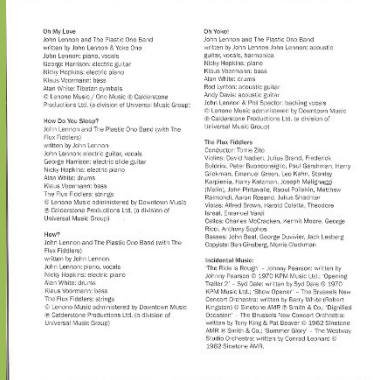 Oh My Love
John Lennon and The Plastic Ono Band
written by John Lennon & Yoko Ono
John Lennon: piano, vocals
George Harrison: electric guitar
Nicky Hopkins: electric piano
Klaus Voormann: bass
Alan White: Tibetan cymbals
© Lenono Music / Ono Music ℗ Calderstone
Productions Ltd. (a division of Universal Music Group)
How Do You Sleep?
John Lennon and The Plastic Ono Band (with The
Flux Fiddlers)
written by John Lennon
John Lennon: electric guitar, vocals
George Harrison: electric slide guitar
Nicky Hopkins: electric piano
Alan White: drums
Klaus Voormann: bass
The Flux Fiddlers: strings
© Lenono Music administered by Downtown Music
℗ Calderstone Productions Ltd. (a division of
Universal Music Group)
How?
John Lennon and The Plastic Ono Band (with The
Flux Fiddlers)
written by John Lennon
John Lennon: piano, vocals
Nicky Hopkins: electric piano
Alan White: drums
Klaus Voormann: bass
The Flux Fiddlers: strings
© Lenono Music administered by Downtown Music
℗ Calderstone Productions Ltd. (a division of
Universal Music Group)
Oh Yoko!
John Lennon and The Plastic Ono Band
written by John Lennon John Lennon: acoustic
guitar, vocals, harmonica
Nicky Hopkins: piano
Klaus Voormann: bass
Alan White: drums
Rod Lynton: acoustic guitar
Andy Davis: acoustic guitar
John Lennon & Phil Spector: backing vocals
© Lenono Music administered by Downtown Music
℗ Calderstone Productions Ltd. (a division of
Universal Music Group)
The Flux Fiddlers
Conductor: Torrie Zito
Violins: David Nadien, Julius Brand, Frederick
Buldrini, Peter Buonconsiglio, Paul Gershman, Harry
Glickman, Emanuel Green, Leo Kahn, Stanley
Karpienia, Harry Katzman, Joseph Malignaggi
John Pintavalle, Raoul Poliakin, Matthew
Raimondi, Aaron Rosand, Julius Shachter
Violas: Alfred Brown, Harold Coletta, Theodore
Israel, Emanuel Vardi
Cellos: Charles McCracken, Kermit Moore, George
Ricci, Anthony Sophos
Basses: John Beal, George Duvivier, Jack Lesberg
Copyists: Ben Ginsberg, Morris Glickman
Incidental Music:
'The Ride is Rough' – Johnny Pearson: written by
Johnny Pearson © 1970 KPM Music Ltd.; 'Opening
Trailer 2' – Syd Dale: written by Syd Dale © 1970
KPM Music Ltd.; 'Show Opener' – The Brussels New
Concert Orchestra: written by Barry White (Robert
Kingston) © Sinetone AMR ℗ Smith & Co.; 'Dignified
Occasion' – The Brussels New Concert Orchestra:
written by Tony King & Pat Beaver © 1962 Sinetone
AMR ℗ Smith & Co.; 'Summer Glory' – The Westway
Studio Orchestra: written by Conrad Leonard ©
1962 Sinetone AMR.